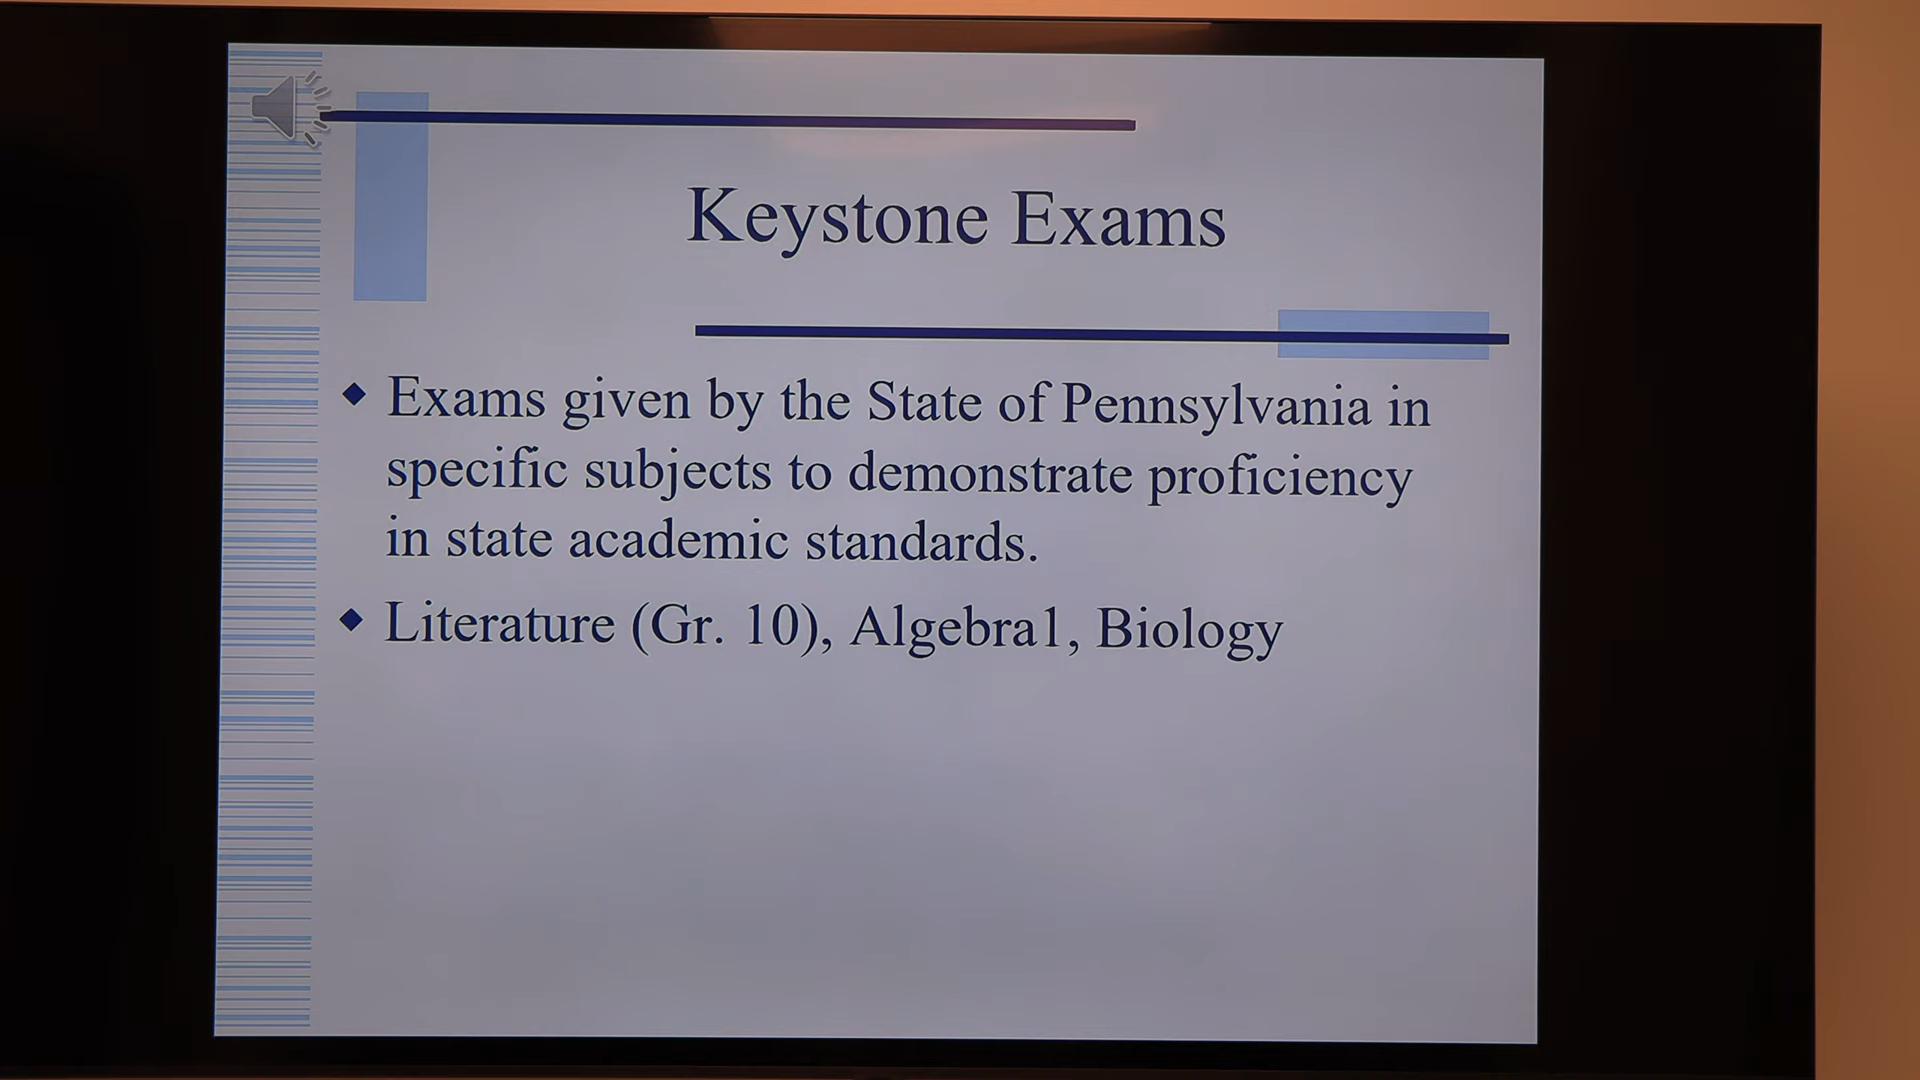 Keystone Exams
Exams given by the State of Pennsylvania in
specific subjects to demonstrate proficiency
in state academic standards.
Literature (Gr. 10), Algebra1, Biology